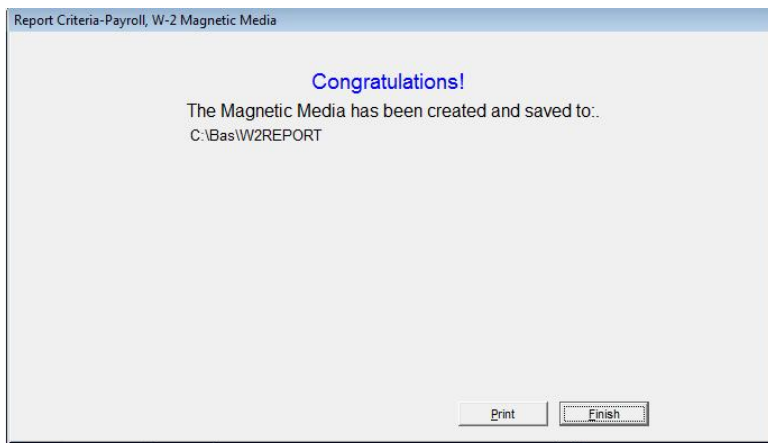 Report Criteria-Payroll, W-2 Magnetic Media
Congratulations!
The Magnetic Media has been created and saved to:.
C:\Bas\W2REPORT
Print
Finish